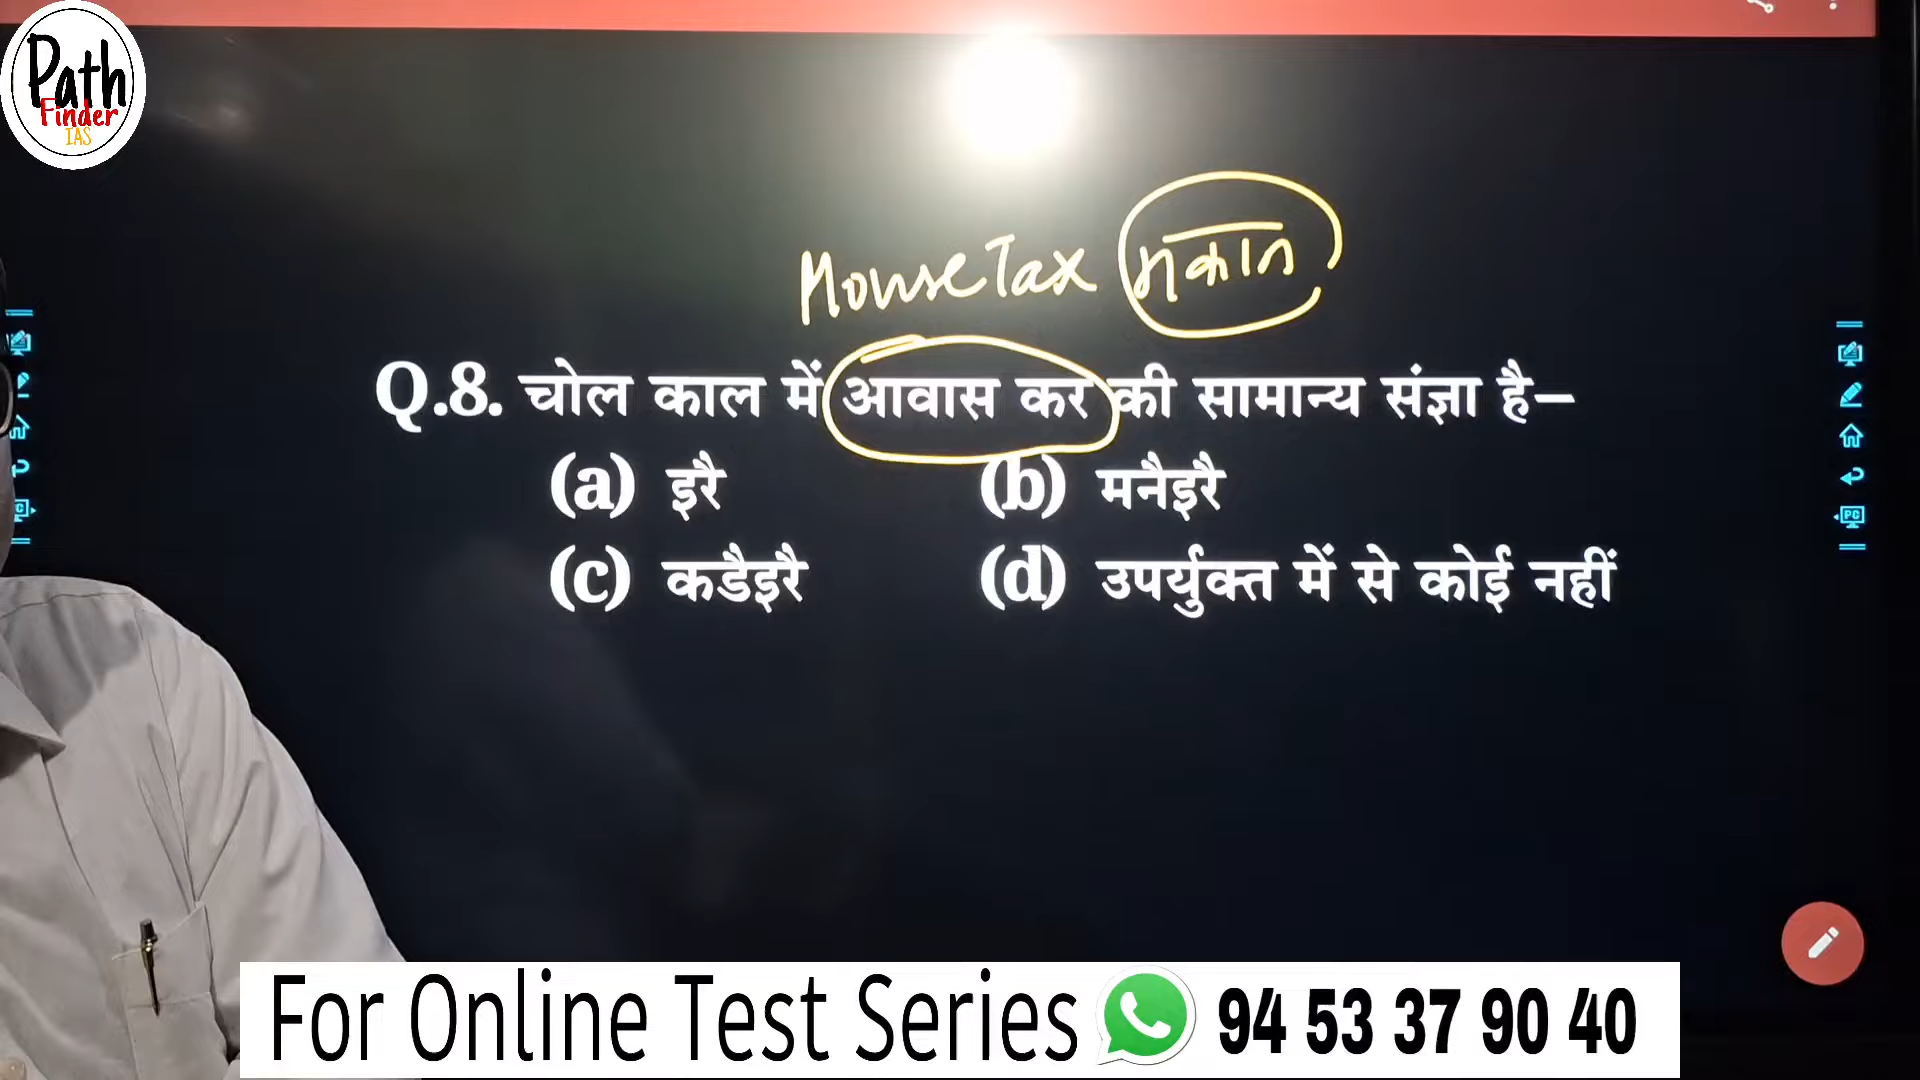 Path
Finder
IAS
House Tax मकान
Q.8. चोल काल में आवास कर की सामान्य संज्ञा है–
(a) इरै (b) मनैइरै
(c) कडैइरै (d) उपर्युक्त में से कोई नहीं
For Online Test Series 94 53 37 90 40